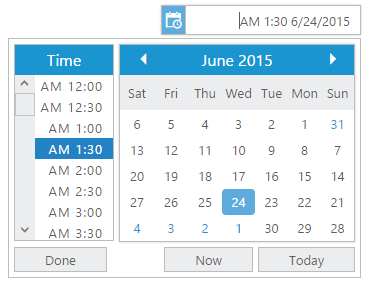 AM 1:30 6/24/2015
Time
AM 12:00
AM 12:30
AM 1:00
AM 1:30
AM 2:00
AM 2:30
AM 3:00
AM 3:30
June 2015
Sat Fri Thu Wed Tue Mon Sun
6 5 4 3 2 1 31
13 12 11 10 9 8 7
20 19 18 17 16 15 14
27 26 25 24 23 22 21
4 3 2 1 30 29 28
Done Now Today